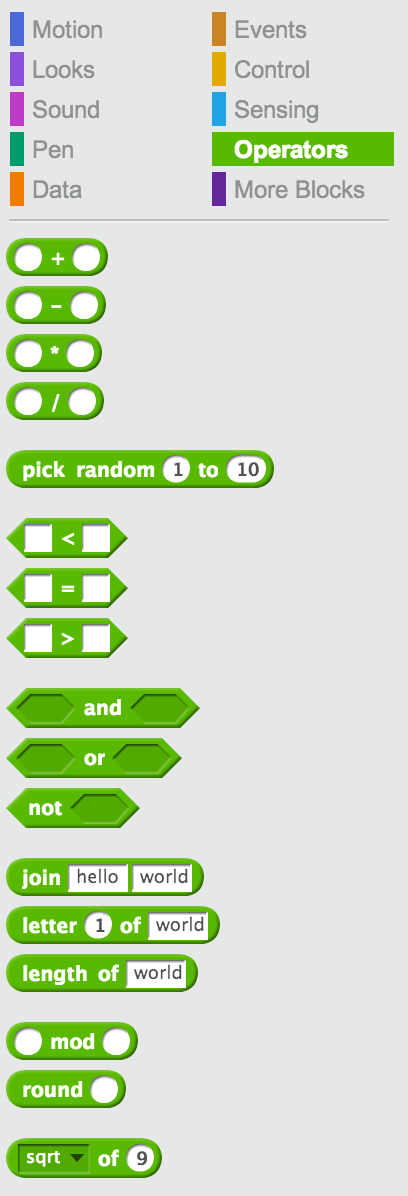 Motion Events
Looks Control
Sound Sensing
Pen Operators
Data More Blocks
+
-
*
/
pick random 1 to 10
<
=
>
and
or
not
join hello world
letter 1 of world
length of world
mod
round
sqrt of 9